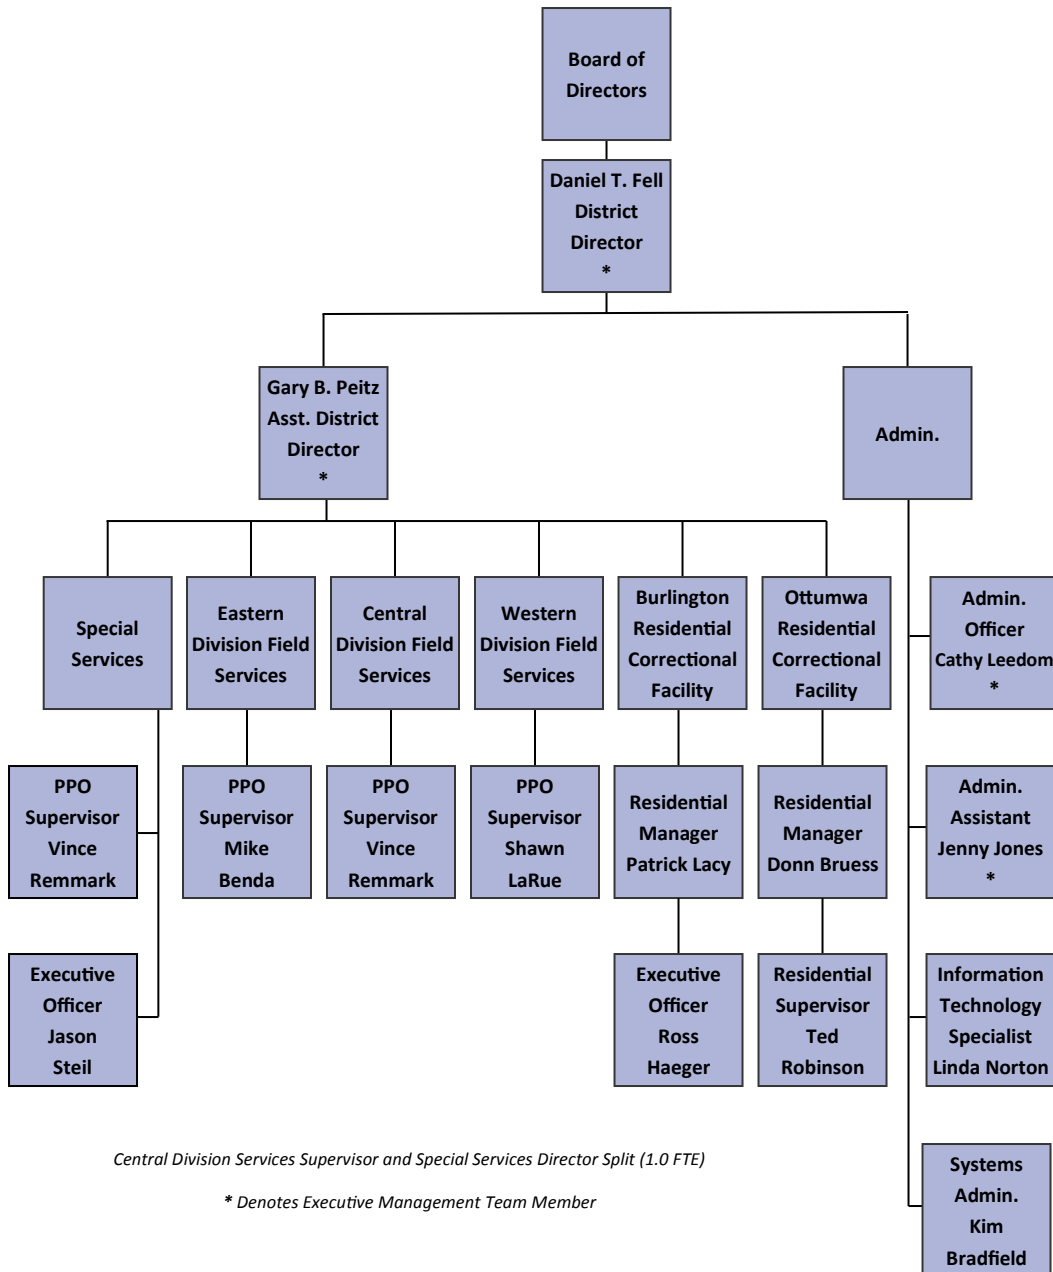 Board of
Directors
Daniel T. Fell
District
Director
*
Gary B. Peitz
Asst. District
Director
*
Admin.
Special
Services
Eastern
Division Field
Services
Central
Division Field
Services
Western
Division Field
Services
Burlington
Residential
Correctional
Facility
Ottumwa
Residential
Correctional
Facility
Admin.
Officer
Cathy Leedom
*
PPO
Supervisor
Vince
Remmark
PPO
Supervisor
Mike
Benda
PPO
Supervisor
Vince
Remmark
PPO
Supervisor
Shawn
LaRue
Residential
Manager
Patrick Lacy
Residential
Manager
Donn Bruess
Admin.
Assistant
Jenny Jones
*
Executive
Officer
Jason
Steil
Executive
Officer
Ross
Haeger
Residential
Supervisor
Ted
Robinson
Information
Technology
Specialist
Linda Norton
Systems
Admin.
Kim
Bradfield
Central Division Services Supervisor and Special Services Director Split (1.0 FTE)
* Denotes Executive Management Team Member